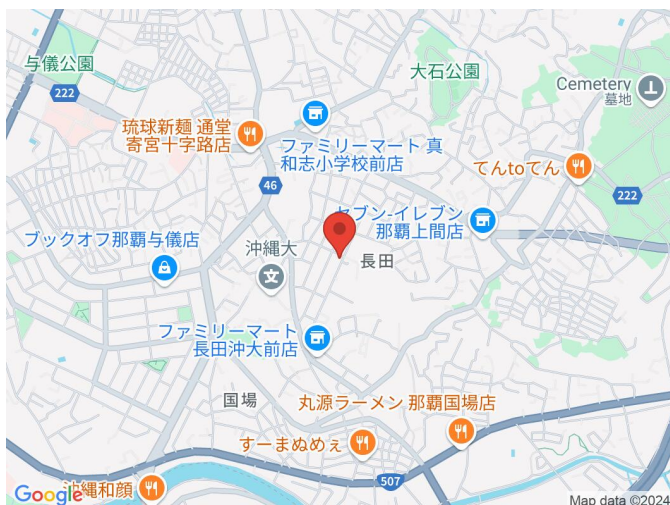 与儀公園
222
大石公園
Cemetery
墓地
琉球新麺 通堂
寄宮十字路店
ファミリーマート 真
和志小学校前店
てんtoてん
46
222
セブン-イレブン
那覇上間店
ブックオフ那覇与儀店
沖縄大
長田
ファミリーマート
長田沖大前店
国場
丸源ラーメン 那覇国場店
すーまぬめぇ
507
沖縄和顔
Google
Map data ©2024